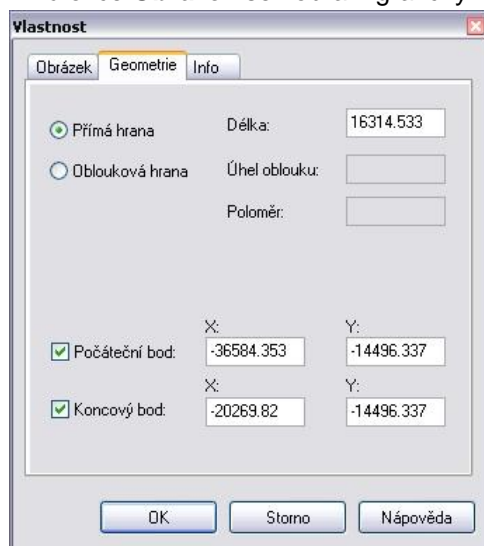 Vlastnost
Obrázek Geometrie Info
Přímá hrana Délka: 16314.533
Oblouková hrana Úhel oblouku:
Poloměr:
X: Y:
Počáteční bod: -36584.353 -14496.337
X: Y:
Koncový bod: -20269.82 -14496.337
OK Storno Nápověda